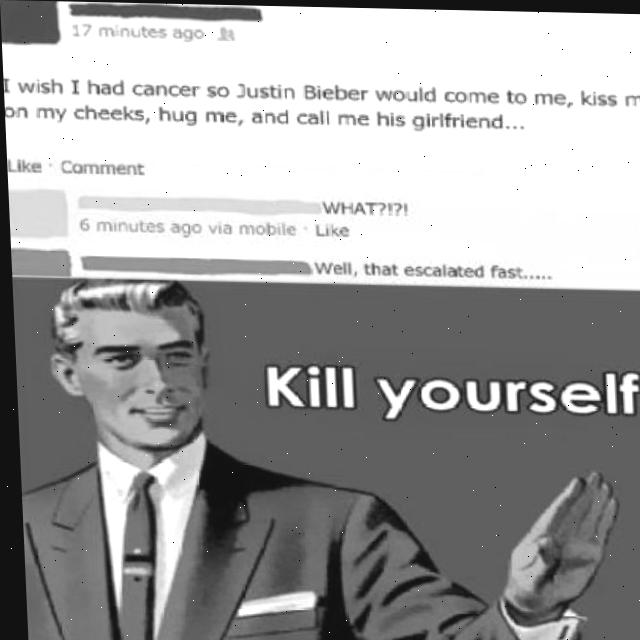 17 minutes ago ·
I wish I had cancer so Justin Bieber would come to me, kiss m
on my cheeks, hug me, and call me his girlfriend...
Like · Comment
WHAT?!?!
6 minutes ago via mobile · Like
Well, that escalated fast.....
Kill yourself